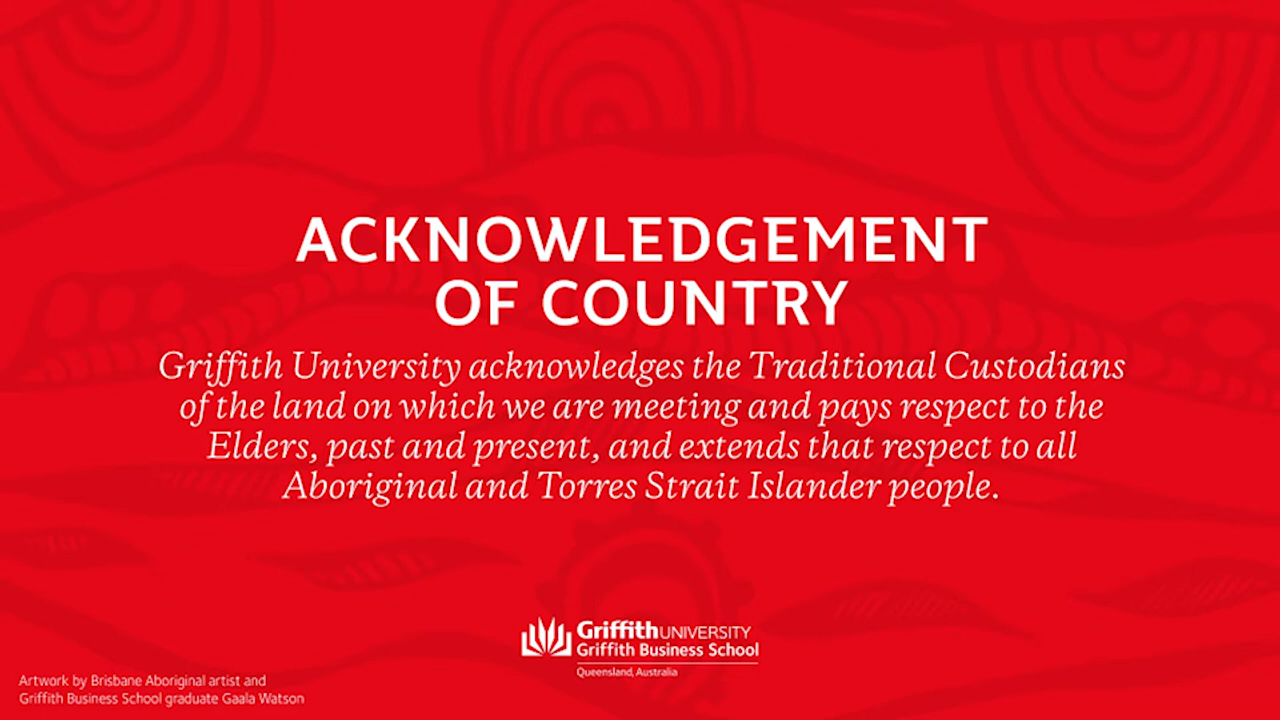 ACKNOWLEDGEMENT
OF COUNTRY
Griffith University acknowledges the Traditional Custodians
of the land on which we are meeting and pays respect to the
Elders, past and present, and extends that respect to all
Aboriginal and Torres Strait Islander people.
Griffith UNIVERSITY
Griffith Business School
Queensland, Australia
Artwork by Brisbane Aboriginal artist and
Griffith Business School graduate Gaala Watson